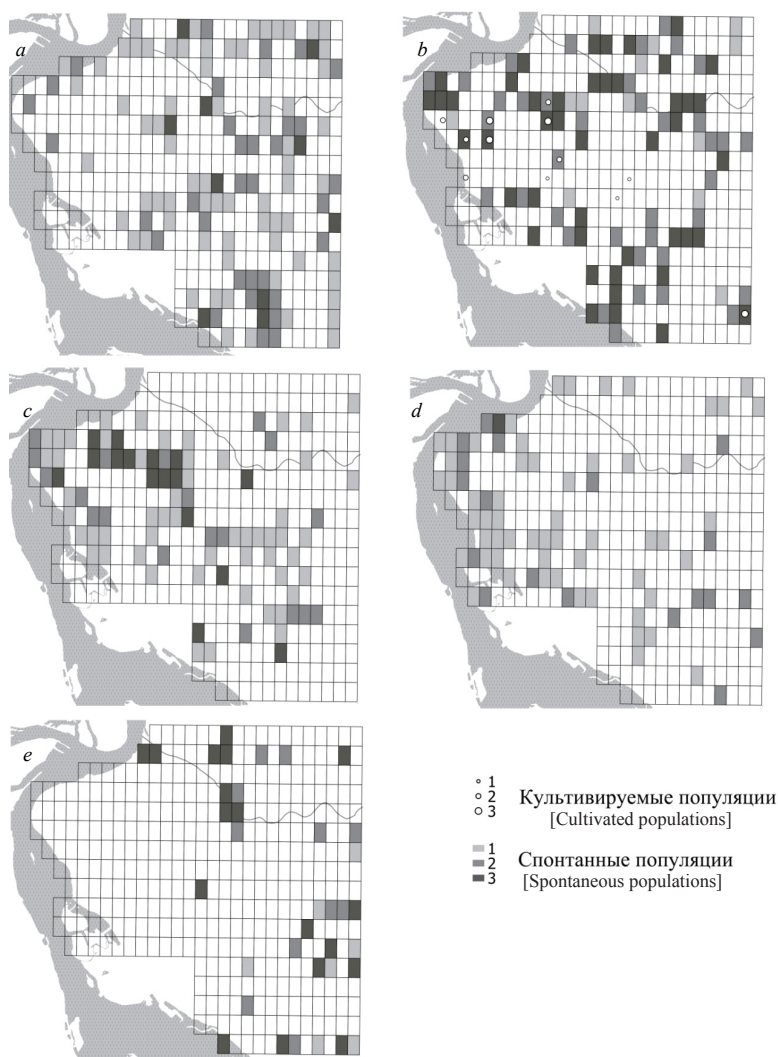 a
b
c
d
e
1
2
3
Культивируемые популяции
[Cultivated populations]
1
2
3
Спонтанные популяции
[Spontaneous populations]